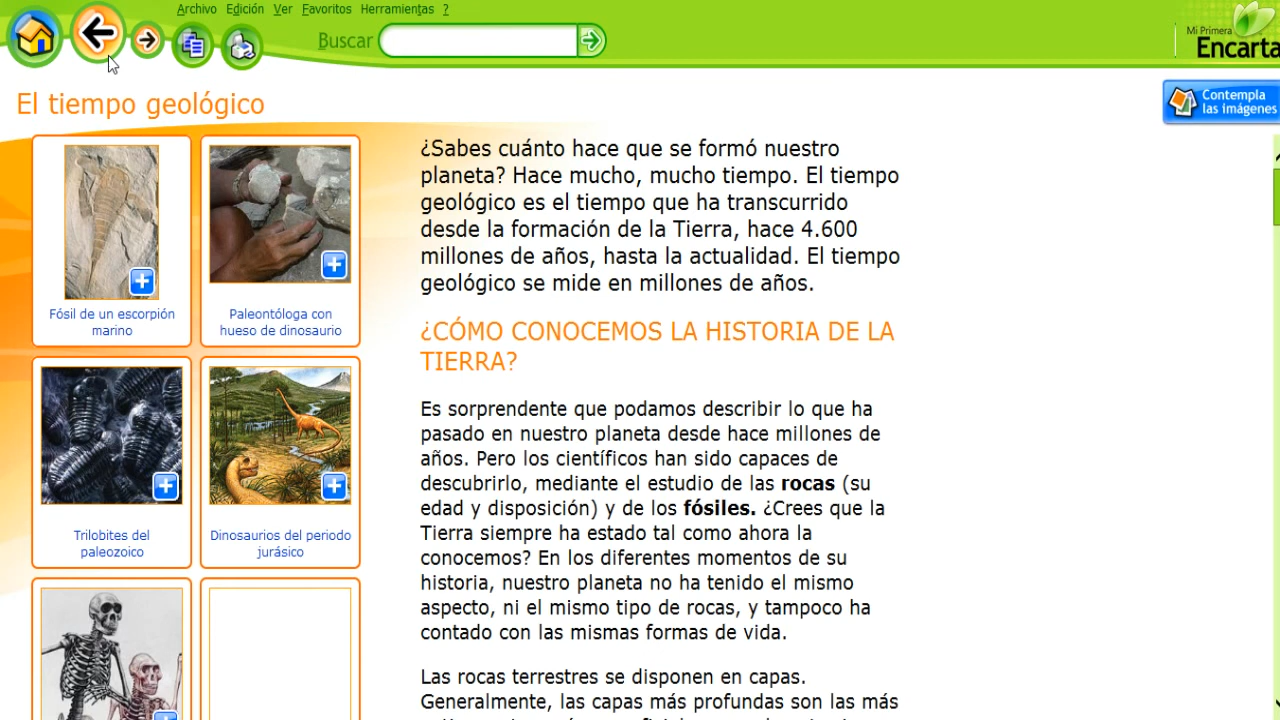 Archivo Edición Ver Favoritos Herramientas ?
Buscar
Mi Primera
Encarta
El tiempo geológico
Contempla
las imágenes
Fósil de un escorpión
marino
Paleontóloga con
hueso de dinosaurio
Trilobites del
paleozoico
Dinosaurios del periodo
jurásico
¿Sabes cuánto hace que se formó nuestro
planeta? Hace mucho, mucho tiempo. El tiempo
geológico es el tiempo que ha transcurrido
desde la formación de la Tierra, hace 4.600
millones de años, hasta la actualidad. El tiempo
geológico se mide en millones de años.
¿CÓMO CONOCEMOS LA HISTORIA DE LA
TIERRA?
Es sorprendente que podamos describir lo que ha
pasado en nuestro planeta desde hace millones de
años. Pero los científicos han sido capaces de
descubrirlo, mediante el estudio de las rocas (su
edad y disposición) y de los fósiles. ¿Crees que la
Tierra siempre ha estado tal como ahora la
conocemos? En los diferentes momentos de su
historia, nuestro planeta no ha tenido el mismo
aspecto, ni el mismo tipo de rocas, y tampoco ha
contado con las mismas formas de vida.
Las rocas terrestres se disponen en capas.
Generalmente, las capas más profundas son las más